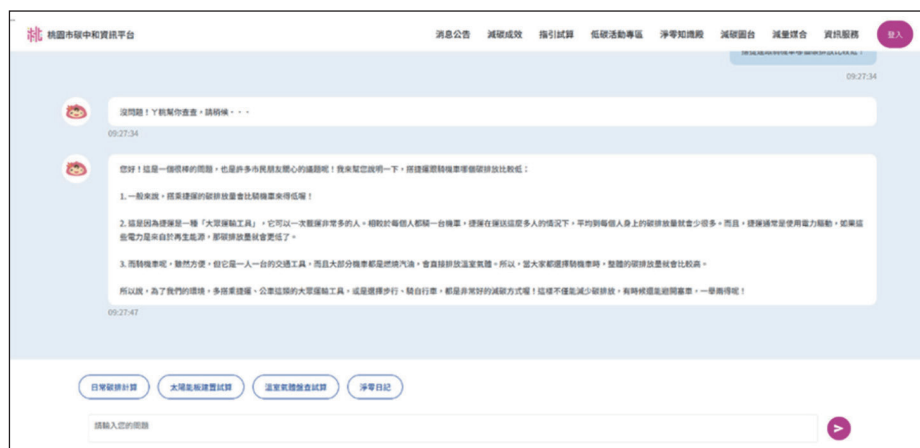 桃園市碳中和資訊平台
消息公告 減碳成效 指引試算 低碳活動專區 淨零知識殿 減碳圖台 減量媒合 資訊服務 登入
09:27:34
沒問題！ㄚ桃幫你查查，請稍候・・・
09:27:34
您好！這是一個很棒的問題，也是許多市民朋友關心的議題呢！我來幫您說明一下，搭捷運跟騎機車哪個碳排放比較低：
1. 一般來說，搭乘捷運的碳排放量會比騎機車來得低喔！
2. 這是因為捷運是一種「大眾運輸工具」，它可以一次載運非常多的人。相較於每個人都騎一台機車，捷運在運送這麼多人的情況下，平均到每個人身上的碳排放量就會少很多。而且，捷運通常是使用電力驅動，如果這
些電力是來自於再生能源，那碳排放量就會更低了。
3. 而騎機車呢，雖然方便，但它是一人一台的交通工具，而且大部分機車都是燃燒汽油，會直接排放溫室氣體。所以，當大家都選擇騎機車時，整體的碳排放量就會比較高。
所以說，為了我們的環境，多搭乘捷運、公車這類的大眾運輸工具，或是選擇步行、騎自行車，都是非常好的減碳方式喔！這樣不僅能減少碳排放，有時候還能避開塞車，一舉兩得呢！
09:27:47
日常碳排計算 太陽能板建置試算 溫室氣體盤查試算 淨零日記
請輸入您的問題